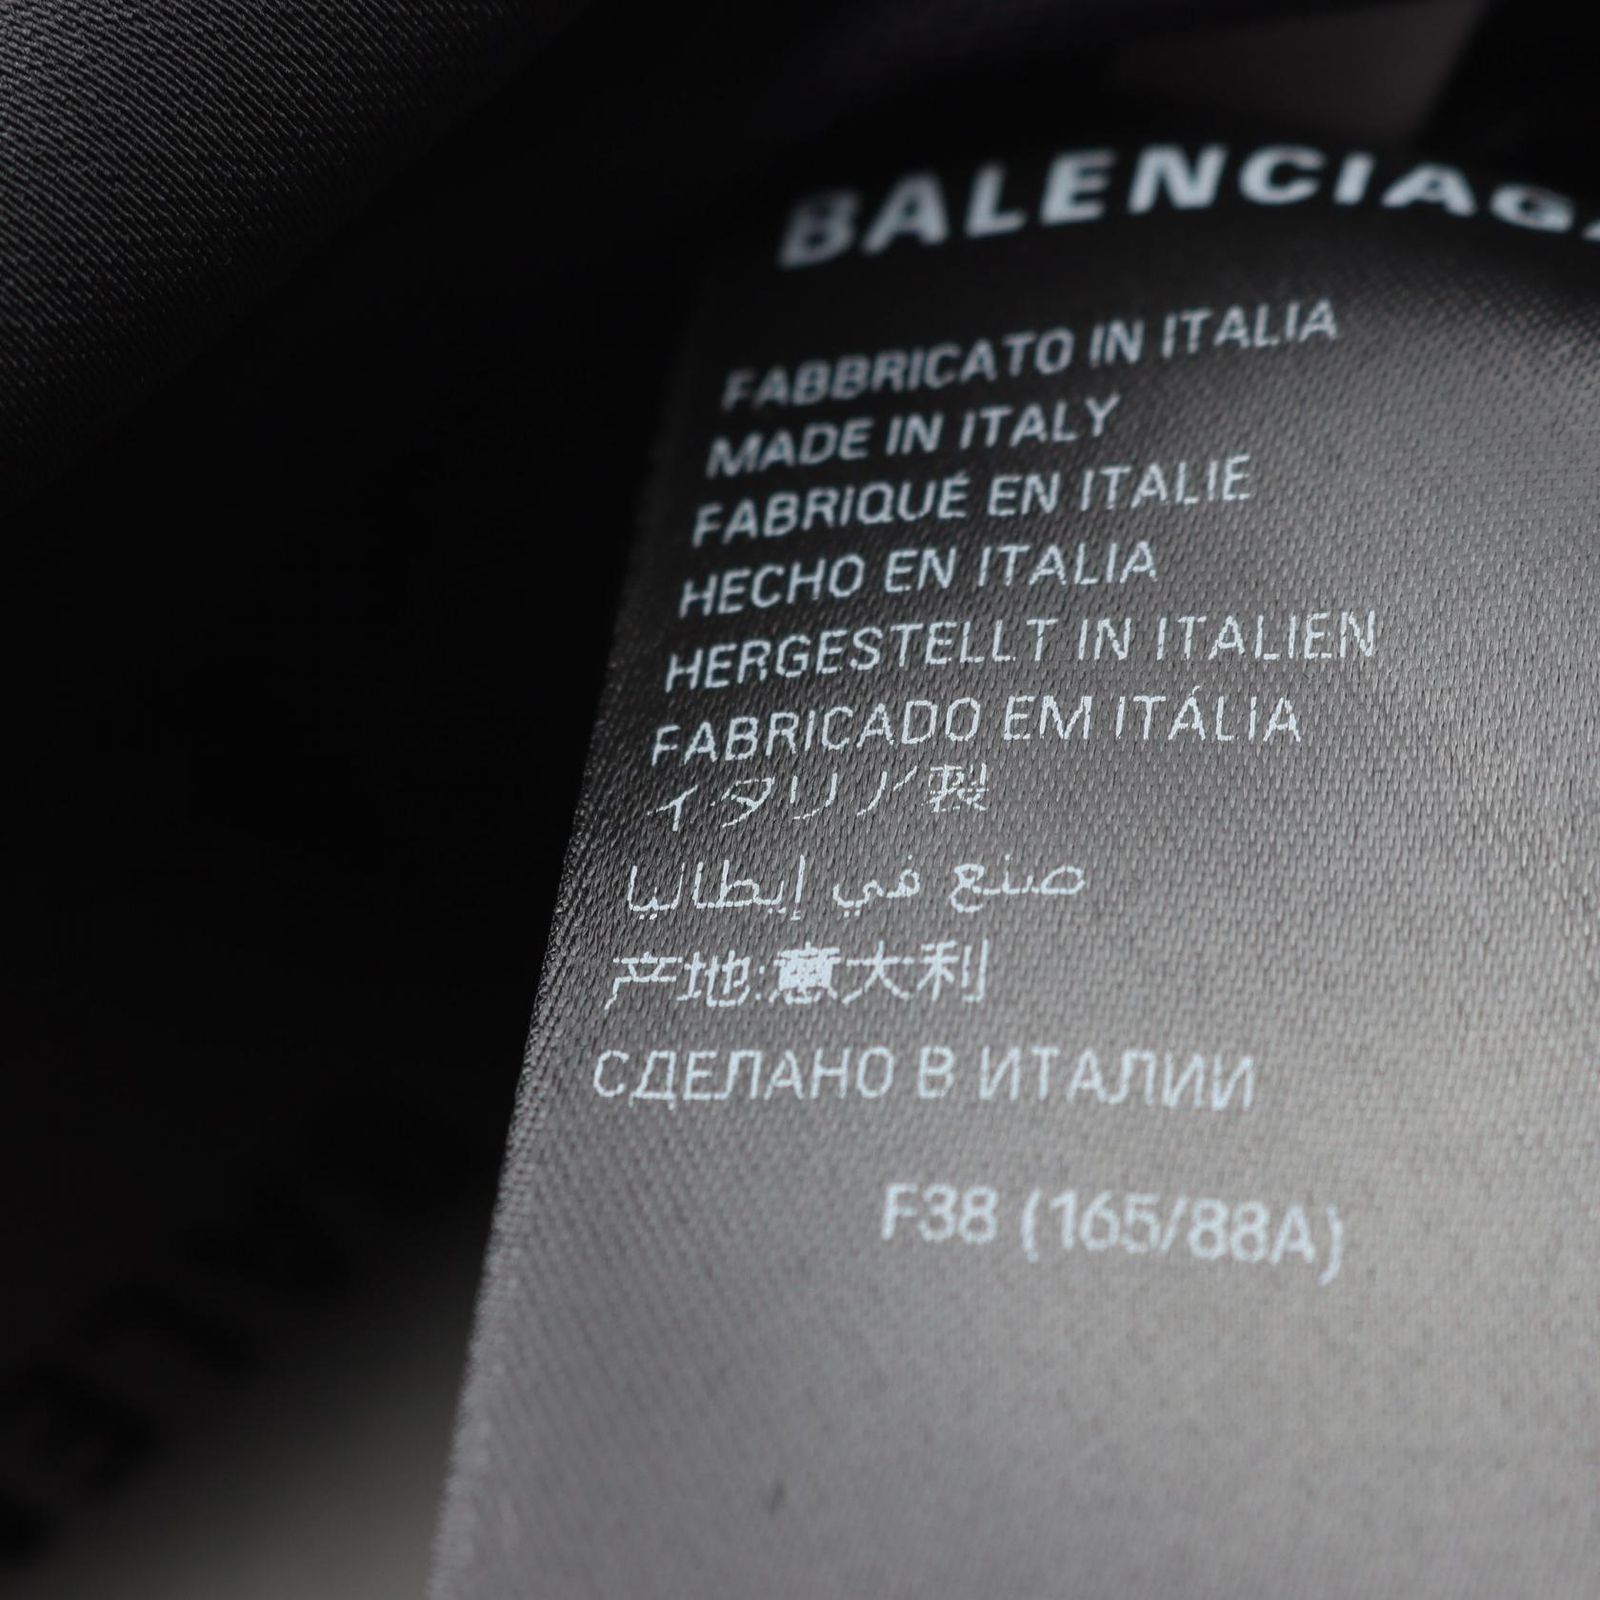 BALENCIAGA
FABBRICATO IN ITALIA
MADE IN ITALY
FABRIQUÉ EN ITALIE
HECHO EN ITALIA
HERGESTELLT IN ITALIEN
FABRICADO EM ITÁLIA
イタリア製
صنع في إيطاليا
产地:意大利
СДЕЛАНО В ИТАЛИИ
F38 (165/88A)